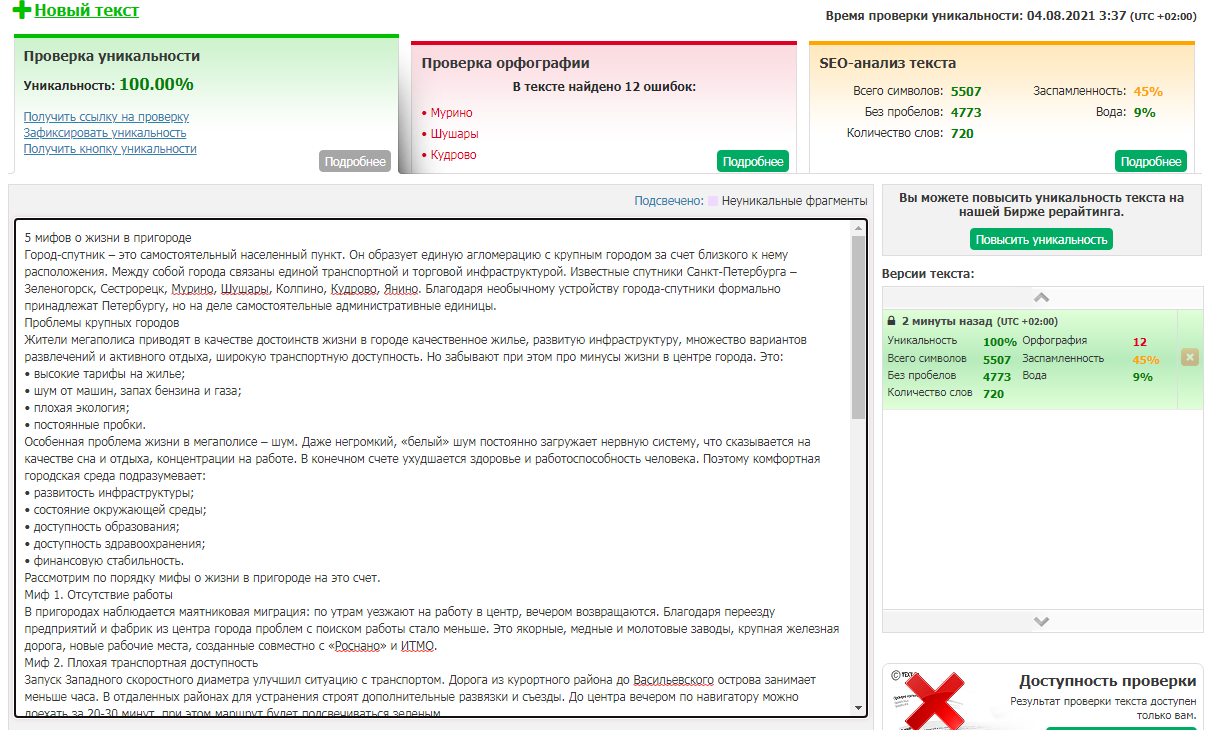 Новый текст
Время проверки уникальности: 04.08.2021 3:37 (UTC +02:00)
Проверка уникальности
Уникальность: 100.00%
Получить ссылку на проверку
Зафиксировать уникальность
Получить кнопку уникальности
Подробнее
Проверка орфографии
В тексте найдено 12 ошибок:
• Мурино
• Шушары
• Кудрово
Подробнее
SEO-анализ текста
Всего символов: 5507 Заспамленность: 45%
Без пробелов: 4773 Вода: 9%
Количество слов: 720
Подробнее
Подсвечено: Неуникальные фрагменты
5 мифов о жизни в пригороде
Город-спутник – это самостоятельный населенный пункт. Он образует единую агломерацию с крупным городом за счет близкого к нему
расположения. Между собой города связаны единой транспортной и торговой инфраструктурой. Известные спутники Санкт-Петербурга –
Зеленогорск, Сестрорецк, Мурино, Шушары, Колпино, Кудрово, Янино. Благодаря необычному устройству города-спутники формально
принадлежат Петербургу, но на деле самостоятельные административные единицы.
Проблемы крупных городов
Жители мегаполиса приводят в качестве достоинств жизни в городе качественное жилье, развитую инфраструктуру, множество вариантов
развлечений и активного отдыха, широкую транспортную доступность. Но забывают при этом про минусы жизни в центре города. Это:
• высокие тарифы на жилье;
• шум от машин, запах бензина и газа;
• плохая экология;
• постоянные пробки.
Особенная проблема жизни в мегаполисе – шум. Даже негромкий, «белый» шум постоянно загружает нервную систему, что сказывается на
качестве сна и отдыха, концентрации на работе. В конечном счете ухудшается здоровье и работоспособность человека. Поэтому комфортная
городская среда подразумевает:
• развитость инфраструктуры;
• состояние окружающей среды;
• доступность образования;
• доступность здравоохранения;
• финансовую стабильность.
Рассмотрим по порядку мифы о жизни в пригороде на это счет.
Миф 1. Отсутствие работы
В пригородах наблюдается маятниковая миграция: по утрам уезжают на работу в центр, вечером возвращаются. Благодаря переезду
предприятий и фабрик из центра города проблем с поиском работы стало меньше. Это якорные, медные и молотовые заводы, крупная железная
дорога, новые рабочие места, созданные совместно с «Роснано» и ИТМО.
Миф 2. Плохая транспортная доступность
Запуск Западного скоростного диаметра улучшил ситуацию с транспортом. Дорога из курортного района до Васильевского острова занимает
меньше часа. В отдаленных районах для устранения строят дополнительные развязки и съезды. До центра вечером по навигатору можно
доехать за 20-30 минут, при этом маршрут будет подсвечиваться зеленым.
Вы можете повысить уникальность текста на
нашей Бирже рерайтинга.
Повысить уникальность
Версии текста:
2 минуты назад (UTC +02:00)
Уникальность 100% Орфография 12
Всего символов 5507 Заспамленность 45%
Без пробелов 4773 Вода 9%
Количество слов 720
Доступность проверки
Результат проверки текста доступен
только вам.